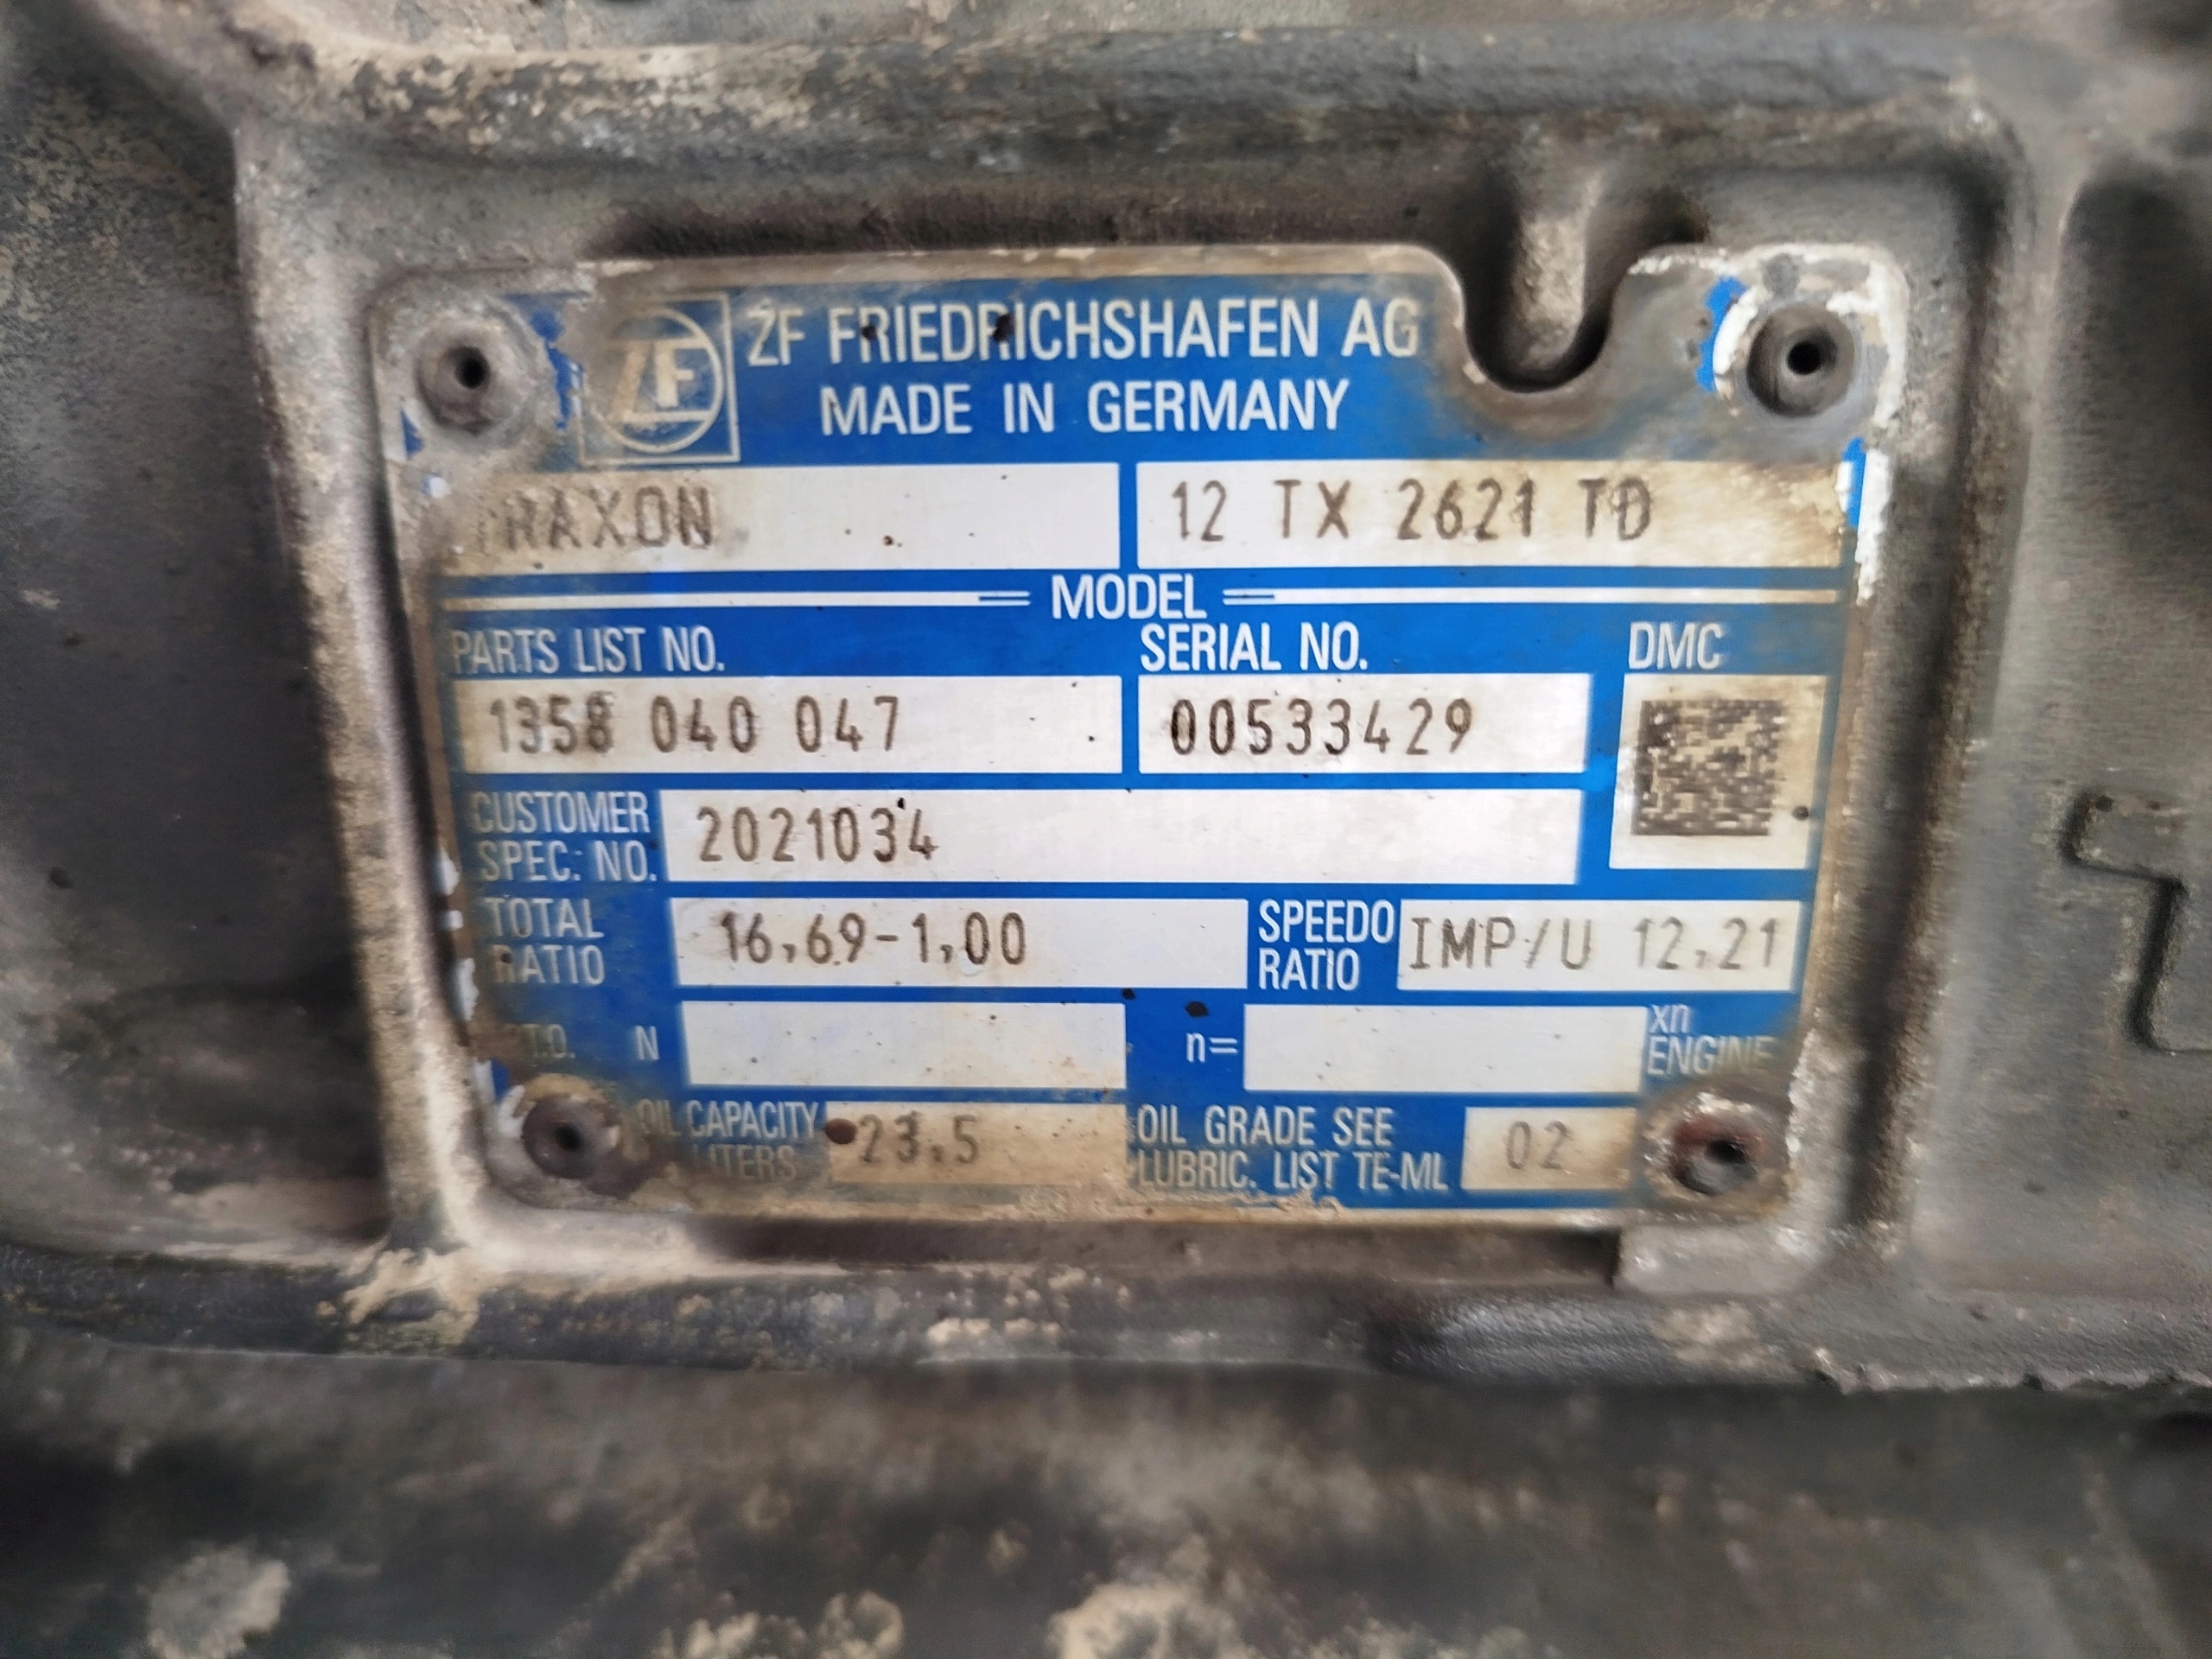 ZF ZF FRIEDRICHSHAFEN AG
MADE IN GERMANY
TRAXON 12 TX 2621 TD
MODEL
PARTS LIST NO. SERIAL NO. DMC
1358 040 047 00533429
CUSTOMER SPEC: NO. 2021034
TOTAL RATIO 16,69-1,00 SPEEDO RATIO IMP/U 12,21
P.T.O. N n= xn ENGINE
OIL CAPACITY LITERS 23.5 OIL GRADE SEE LUBRIC. LIST TE-ML 02